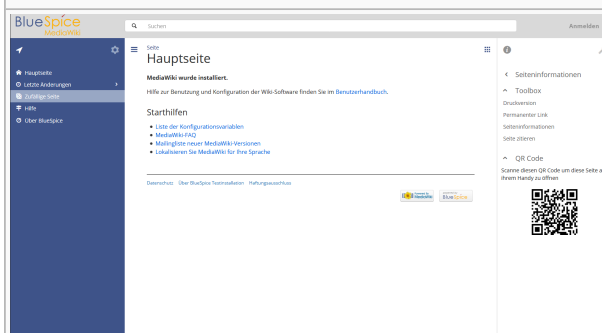 BlueSpice
MediaWiki
Suchen
Anmelden
Hauptseite
Letzte Änderungen
Zufällige Seite
Hilfe
Über BlueSpice
Seite
Hauptseite
MediaWiki wurde installiert.
Hilfe zur Benutzung und Konfiguration der Wiki-Software finden Sie im Benutzerhandbuch.
Starthilfen
Liste der Konfigurationsvariablen
MediaWiki-FAQ
Mailingliste neuer MediaWiki-Versionen
Lokalisieren Sie MediaWiki für Ihre Sprache
Datenschutz Über BlueSpice Testinstallation Haftungsausschluss
MediaWiki
BlueSpice
Seiteninformationen
Toolbox
Druckversion
Permanenter Link
Seiteninformationen
Seite zitieren
QR Code
Scanne diesen QR Code um diese Seite a
ihrem Handy zu öffnen